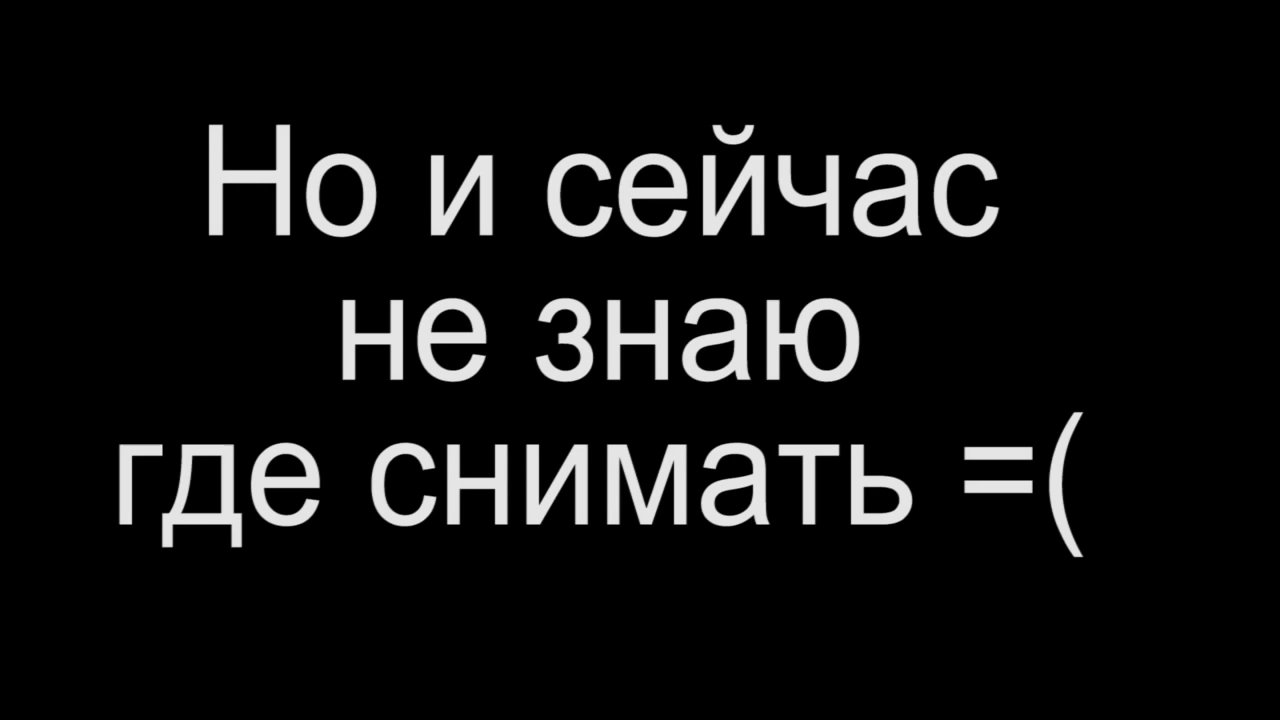 Но и сейчас
не знаю
где снимать =(